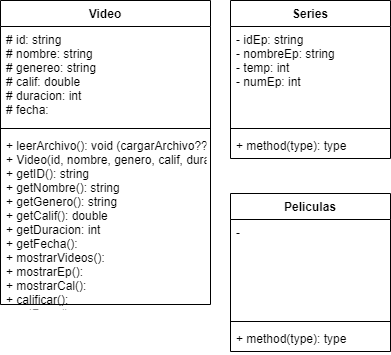 Video
# id: string
# nombre: string
# genereo: string
# calif: double
# duracion: int
# fecha:
+ leerArchivo(): void (cargarArchivo??
+ Video(id, nombre, genero, calif, dura
+ getID(): string
+ getNombre(): string
+ getGenero(): string
+ getCalif(): double
+ getDuracion: int
+ getFecha():
+ mostrarVideos():
+ mostrarEp():
+ mostrarCal():
+ calificar():
Series
- idEp: string
- nombreEp: string
- temp: int
- numEp: int
+ method(type): type
Peliculas
-
+ method(type): type